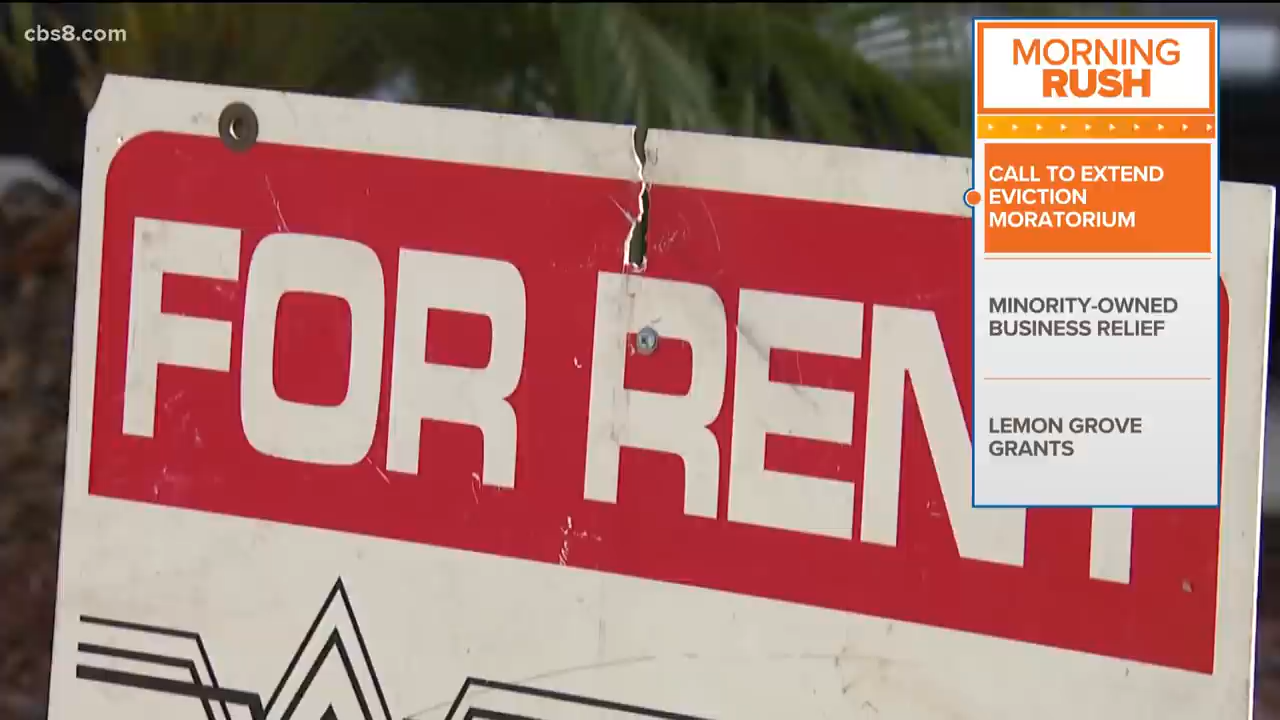 cbs8.com
MORNING
RUSH
CALL TO EXTEND
EVICTION
MORATORIUM
MINORITY-OWNED
BUSINESS RELIEF
LEMON GROVE
GRANTS
FOR RENT